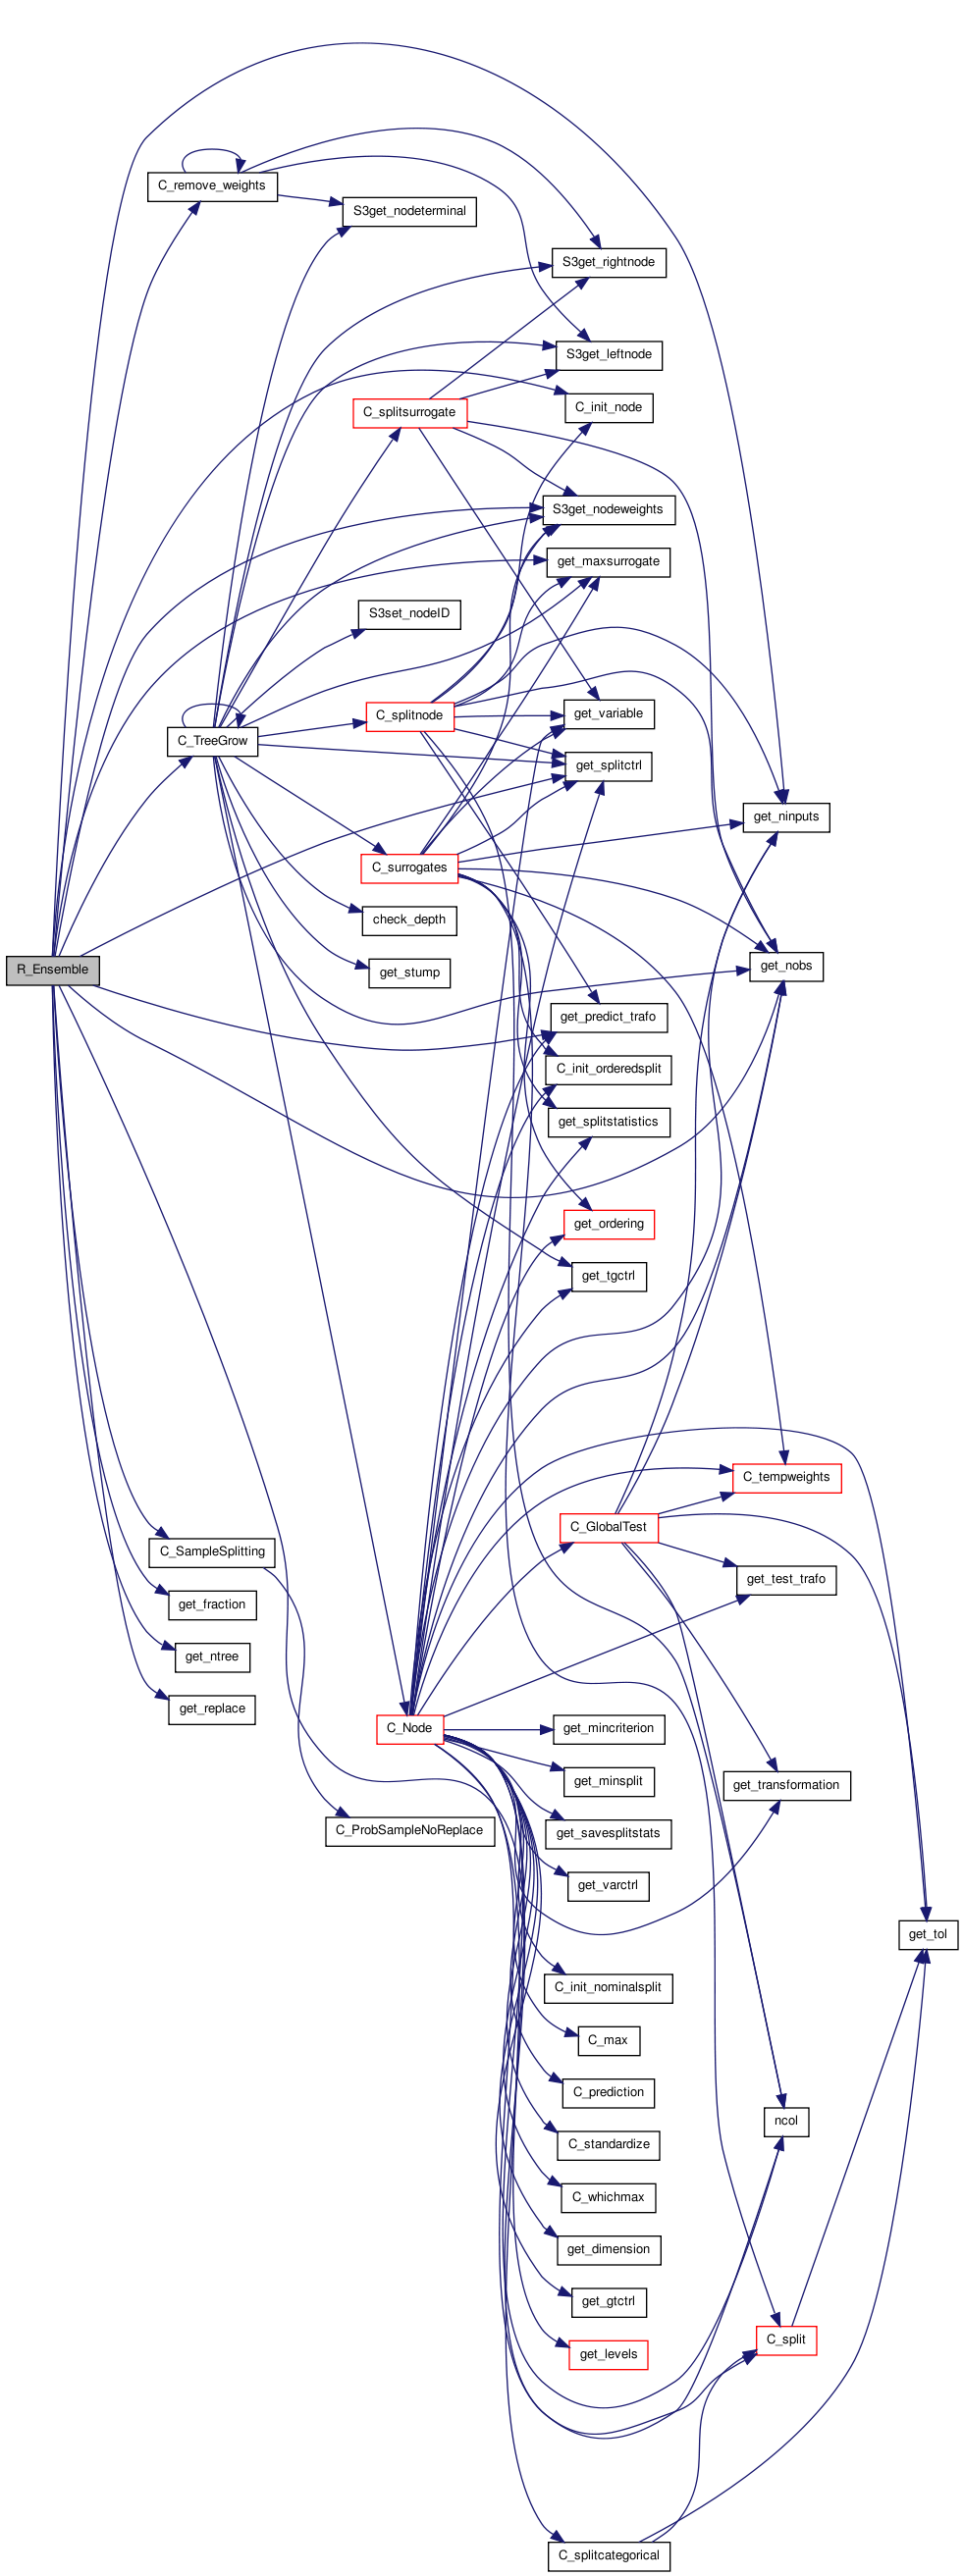 C_remove_weights
S3get_nodeterminal
S3get_rightnode
S3get_leftnode
C_init_node
C_splitsurrogate
S3get_nodeweights
get_maxsurrogate
S3set_nodeID
C_splitnode
get_variable
C_TreeGrow
get_splitctrl
get_ninputs
C_surrogates
check_depth
R_Ensemble
get_stump
get_nobs
get_predict_trafo
C_init_orderedsplit
get_splitstatistics
get_ordering
get_tgctrl
C_tempweights
C_GlobalTest
C_SampleSplitting
get_test_trafo
get_fraction
get_ntree
get_replace
C_Node
get_mincriterion
get_minsplit
get_transformation
C_ProbSampleNoReplace
get_savesplitstats
get_varctrl
get_tol
C_init_nominalsplit
C_max
C_prediction
ncol
C_standardize
C_whichmax
get_dimension
get_gtctrl
C_split
get_levels
C_splitcategorical